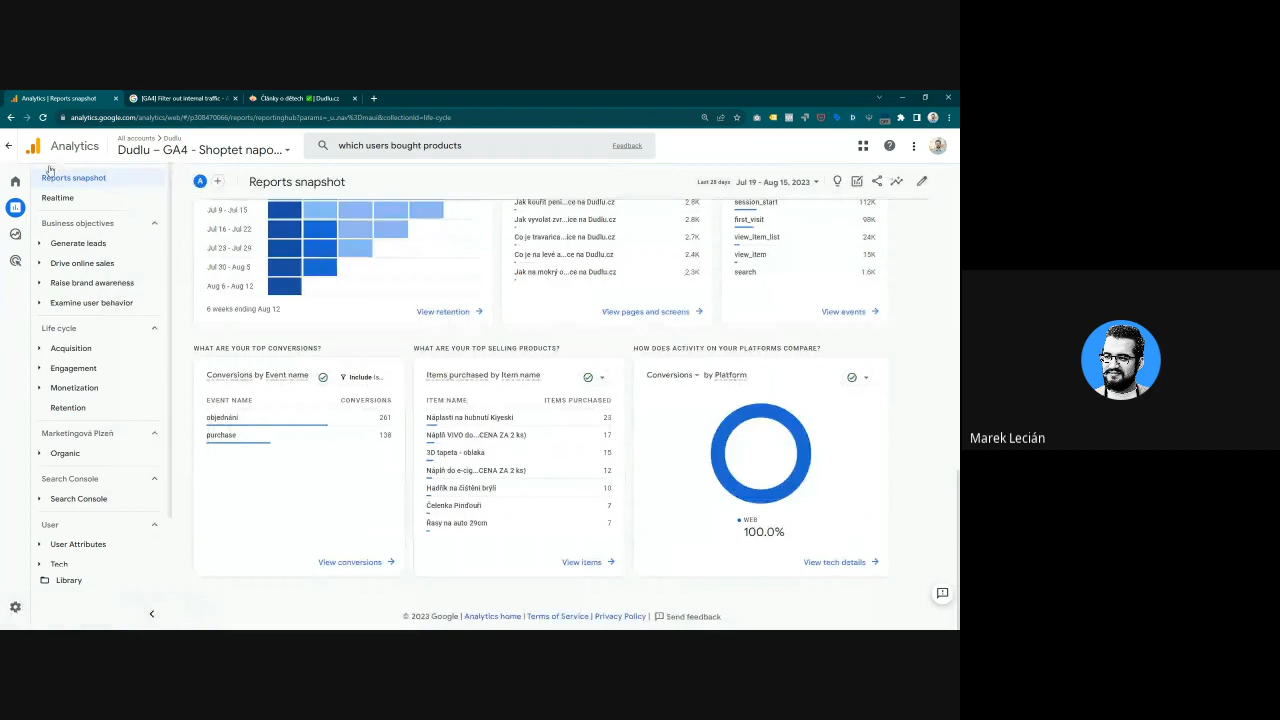 Analytics | Reports snapshot
[GA4] Filter out internal traffic - A
Články o dětech ✅ | Dudlu.cz
analytics.google.com/analytics/web/#/p308470066/reports/reportinghub?params=_u..nav%3Dmaui&collectionId=life-cycle
Analytics
All accounts > Dudlu
Dudlu – GA4 - Shoptet napo...
which users bought products
Feedback
Reports snapshot
Realtime
Business objectives
Generate leads
Drive online sales
Raise brand awareness
Examine user behavior
Life cycle
Acquisition
Engagement
Monetization
Retention
Marketingová Plzeň
Organic
Search Console
Search Console
User
User Attributes
Tech
Library
A
Reports snapshot
Last 28 days Jul 19 - Aug 15, 2023
Jul 9 - Jul 15
Jul 16 - Jul 22
Jul 23 - Jul 29
Jul 30 - Aug 5
Aug 6 - Aug 12
6 weeks ending Aug 12
View retention
Jak kouřit peni...ce na Dudlu.cz 2.8K
Jak vyvolat zvr...ice na Dudlu.cz 2.8K
Co je travarica...ice na Dudlu.cz 2.7K
Co je na levé a...ce na Dudlu.cz 2.4K
Jak na mokrý o...ce na Dudlu.cz 2.3K
View pages and screens
session_start 112K
first_visit 98K
view_item_list 24K
view_item 15K
search 1.6K
View events
WHAT ARE YOUR TOP CONVERSIONS?
Conversions by Event name
Include is...
EVENT NAME CONVERSIONS
objednání 261
purchase 138
View conversions
WHAT ARE YOUR TOP SELLING PRODUCTS?
Items purchased by Item name
ITEM NAME ITEMS PURCHASED
Náplasti na hubnutí Kiyeski 23
Náplň VIVO do...CENA ZA 2 ks) 17
3D tapeta - oblaka 15
Náplň do e-cig...CENA ZA 2 ks) 12
Hadřík na čištění brýlí 10
Čelenka Pinďouři 7
Řasy na auto 29cm 7
View items
HOW DOES ACTIVITY ON YOUR PLATFORMS COMPARE?
Conversions by Platform
WEB
100.0%
View tech details
© 2023 Google | Analytics home | Terms of Service | Privacy Policy | Send feedback
Marek Lecián